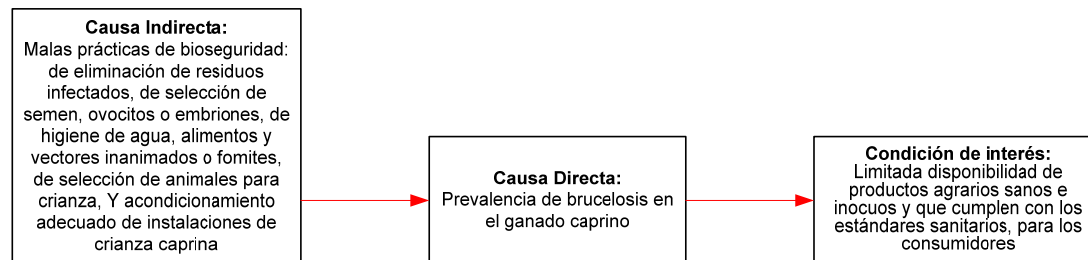 Causa Indirecta:
Malas prácticas de bioseguridad:
de eliminación de residuos
infectados, de selección de
semen, ovocitos o embriones, de
higiene de agua, alimentos y
vectores inanimados o fomites,
de selección de animales para
crianza, Y acondicionamiento
adecuado de instalaciones de
crianza caprina
Causa Directa:
Prevalencia de brucelosis en
el ganado caprino
Condición de interés:
Limitada disponibilidad de
productos agrarios sanos e
inocuos y que cumplen con los
estándares sanitarios, para los
consumidores